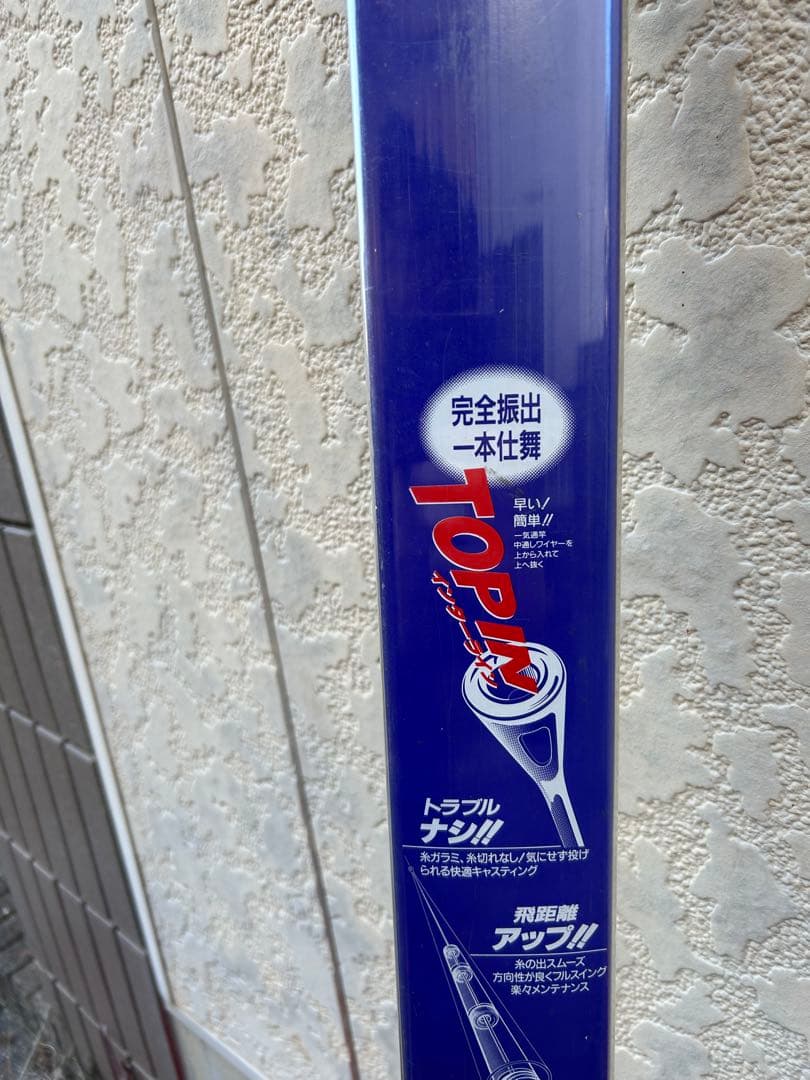 完全振出
一本仕舞
TOP IN
インターライン
早い!
簡単!!
一気通竿
中通しワイヤーを
上から入れて
上へ抜く
トラブル
ナシ!!
糸ガラミ、糸切れなし!気にせず投げ
られる快適キャスティング
飛距離
アップ!!
糸の出スムーズ
方向性が良くフルスイング
楽々メンテナンス